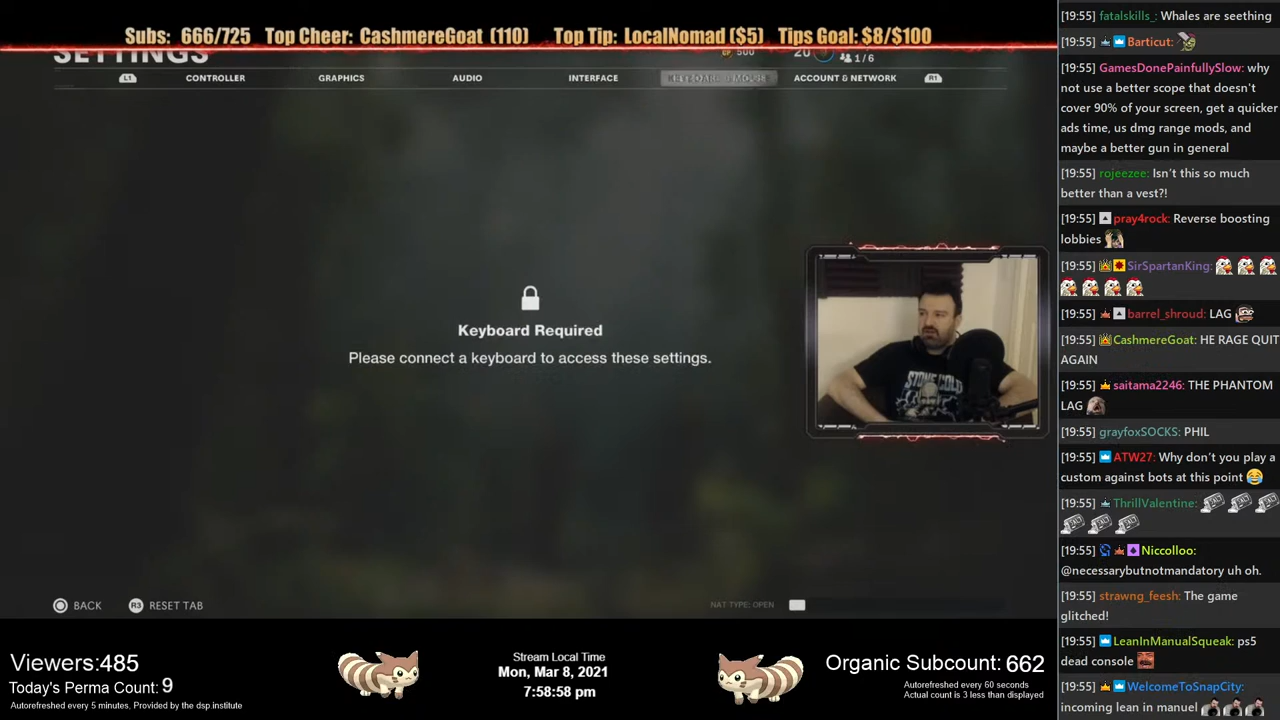 Subs: 666/725 Top Cheer: CashmereGoat (110) Top Tip: LocalNomad ($5) Tips Goal: $8/$100
SETTINGS
500
20
1/6
L1 CONTROLLER GRAPHICS AUDIO INTERFACE KEYBOARD & MOUSE ACCOUNT & NETWORK R1
Keyboard Required
Please connect a keyboard to access these settings.
STONE COLD
BACK R3 RESET TAB
NAT TYPE: OPEN
Viewers:485
Today's Perma Count: 9
Autorefreshed every 5 minutes. Provided by the dsp institute
Stream Local Time
Mon, Mar 8, 2021
7:58:58 pm
Organic Subcount: 662
Autorefreshed every 60 seconds
Actual count is 3 less than displayed
[19:55] fatalskills_: Whales are seething
[19:55] Barticut:
[19:55] GamesDonePainfullySlow: why
not use a better scope that doesn't
cover 90% of your screen, get a quicker
ads time, us dmg range mods, and
maybe a better gun in general
[19:55] rojeezee: Isn't this so much
better than a vest?!
[19:55] pray4rock: Reverse boosting
lobbies
[19:55] SirSpartanKing:
[19:55] barrel_shroud: LAG
[19:55] CashmereGoat: HE RAGE QUIT
AGAIN
[19:55] saitama2246: THE PHANTOM
LAG
[19:55] grayfoxSOCKS: PHIL
[19:55] ATW27: Why don't you play a
custom against bots at this point
[19:55] ThrillValentine:
[19:55] Niccolloo:
@necessarybutnotmandatory uh oh.
[19:55] strawng_feesh: The game
glitched!
[19:55] LeanInManualSqueak: ps5
dead console
[19:55] WelcomeToSnapCity:
incoming lean in manuel